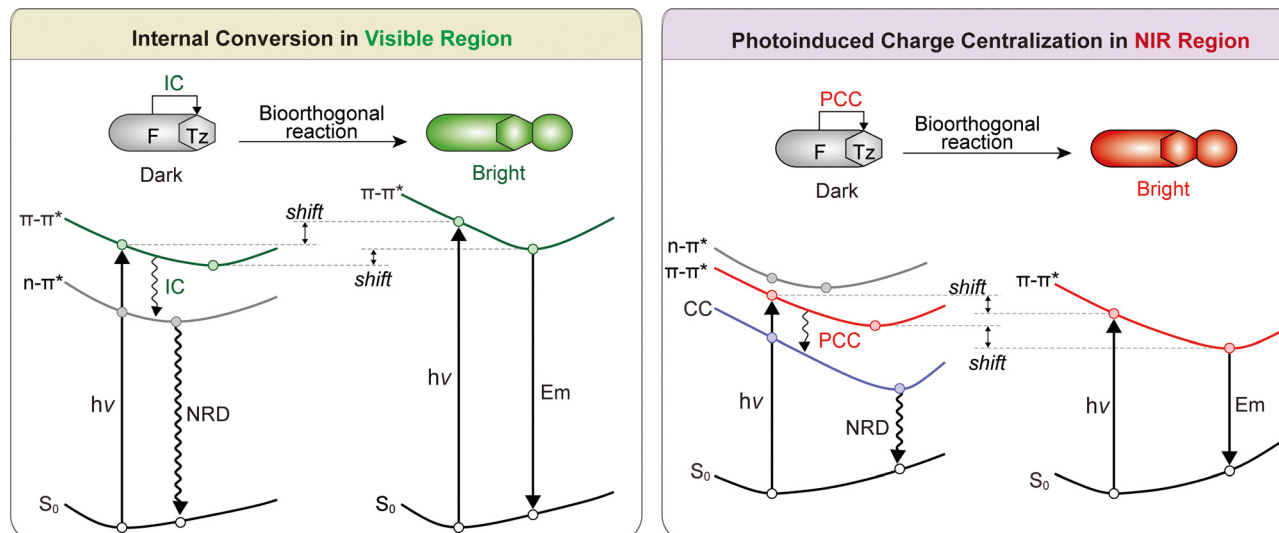 Internal Conversion in Visible Region
IC
F
Tz
Bioorthogonal
reaction
Dark
Bright
π-π*
π-π*
shift
shift
n-π*
IC
hν
NRD
hν
Em
S₀
S₀
Photoinduced Charge Centralization in NIR Region
PCC
F
Tz
Bioorthogonal
reaction
Dark
Bright
n-π*
π-π*
CC
PCC
shift
shift
π-π*
hν
NRD
hν
Em
S₀
S₀